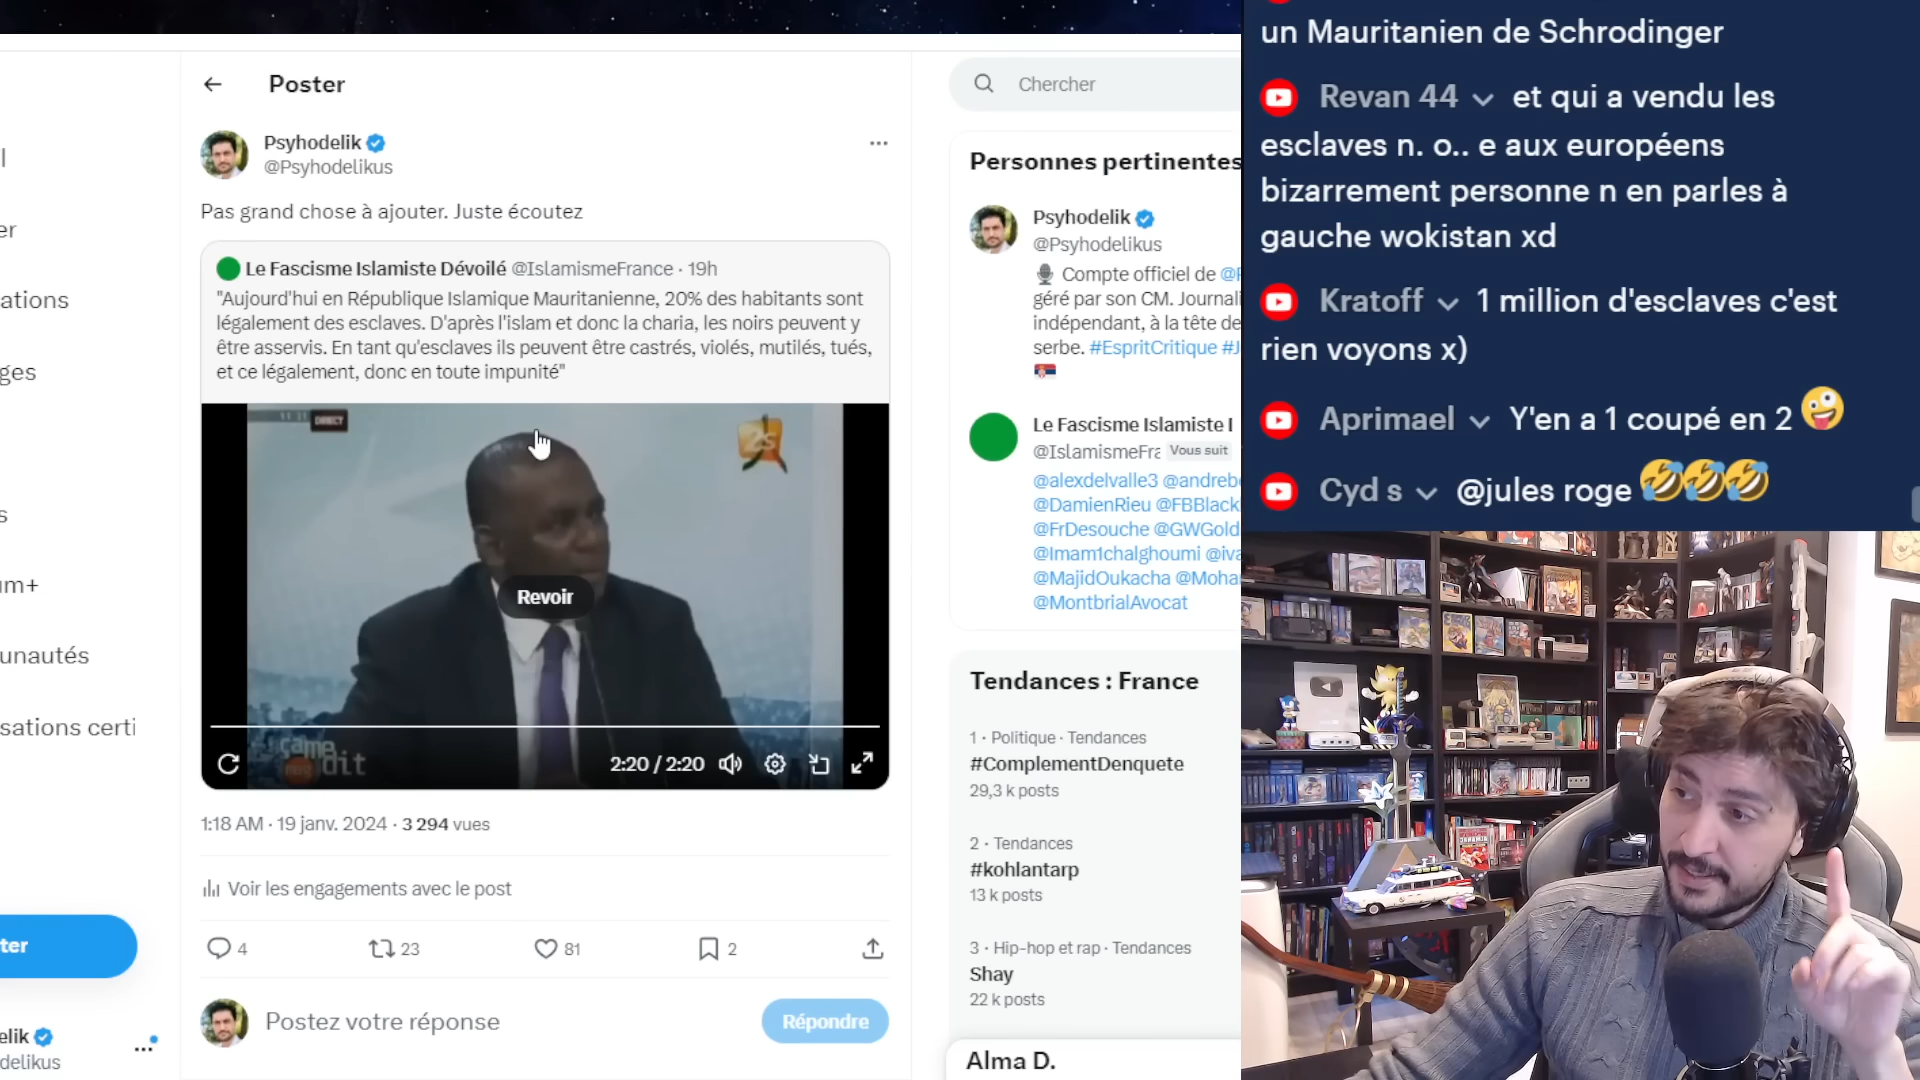 l
er
ations
ges
s
um+
unautés
sations certi
ter
elik
delikus
...
Poster
Psyhodelik
@Psyhodelikus
Pas grand chose à ajouter. Juste écoutez
Le Fascisme Islamiste Dévoilé @IslamismeFrance · 19h
"Aujourd'hui en République Islamique Mauritanienne, 20% des habitants sont
légalement des esclaves. D'après l'islam et donc la charia, les noirs peuvent y
être asservis. En tant qu'esclaves ils peuvent être castrés, violés, mutilés, tués,
et ce légalement, donc en toute impunité"
DIRECT
Revoir
2:20 / 2:20
1:18 AM · 19 janv. 2024 · 3 294 vues
Voir les engagements avec le post
4
23
81
2
Postez votre réponse
Répondre
Chercher
Personnes pertinentes
Psyhodelik
@Psyhodelikus
Compte officiel de @
géré par son CM. Journali
indépendant, à la tête de
serbe. #EspritCritique #J
Le Fascisme Islamiste
@IslamismeFra Vous suit
@alexdelvalle3 @andrebe
@DamienRieu @FBBlack
@FrDesouche @GWGold
@Imam1chalghoumi @iva
@MajidOukacha @Moha
@MontbrialAvocat
Tendances : France
1 · Politique · Tendances
#ComplementDenquete
29,3 k posts
2 · Tendances
#kohlantarp
13 k posts
3 · Hip-hop et rap · Tendances
Shay
22 k posts
Alma D.
un Mauritanien de Schrodinger
Revan 44 et qui a vendu les
esclaves n. o.. e aux européens
bizarrement personne n en parles à
gauche wokistan xd
Kratoff 1 million d'esclaves c'est
rien voyons x)
Aprimael Y'en a 1 coupé en 2
Cyd s @jules roge